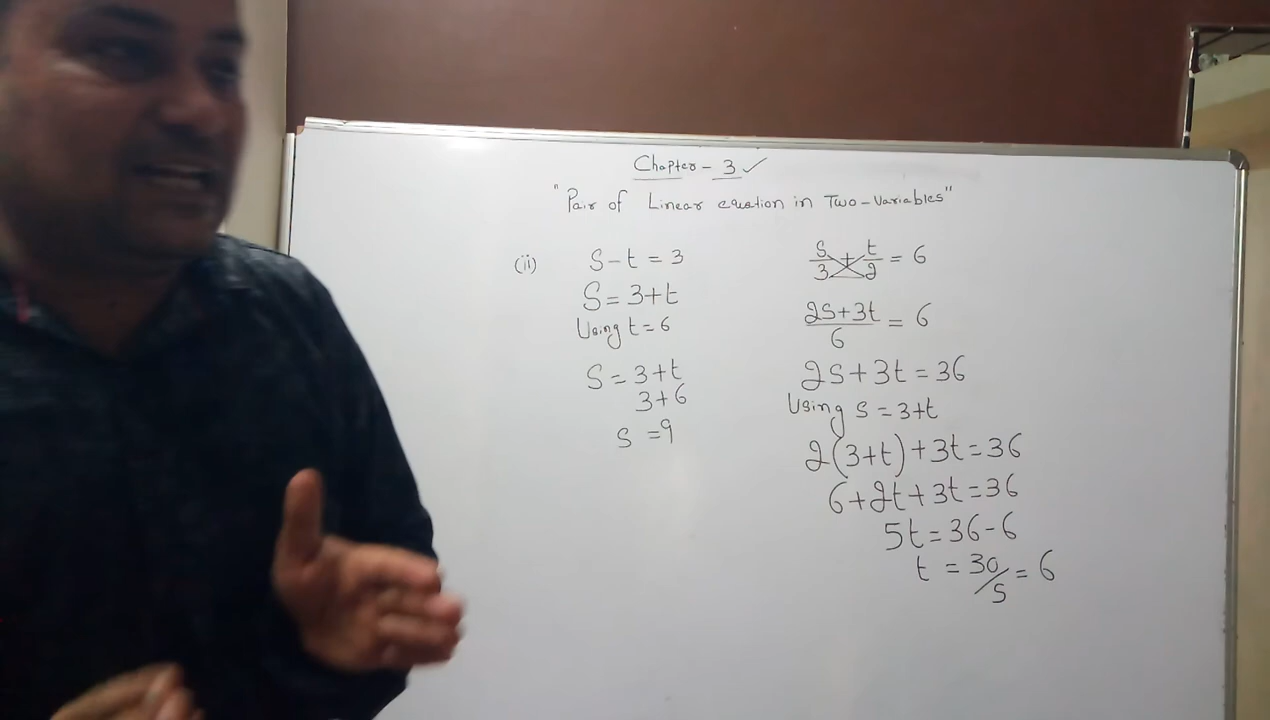 Chapter - 3 ✓
"Pair of Linear equation in Two-Variables"
(ii) S-t = 3
S = 3+t
Using t = 6
S = 3+t
3+6
S = 9
S/3 + t/2 = 6
2S+3t/6 = 6
2S+3t = 36
Using S = 3+t
2(3+t)+3t=36
6+2t+3t=36
5t=36-6
t = 30/5 = 6